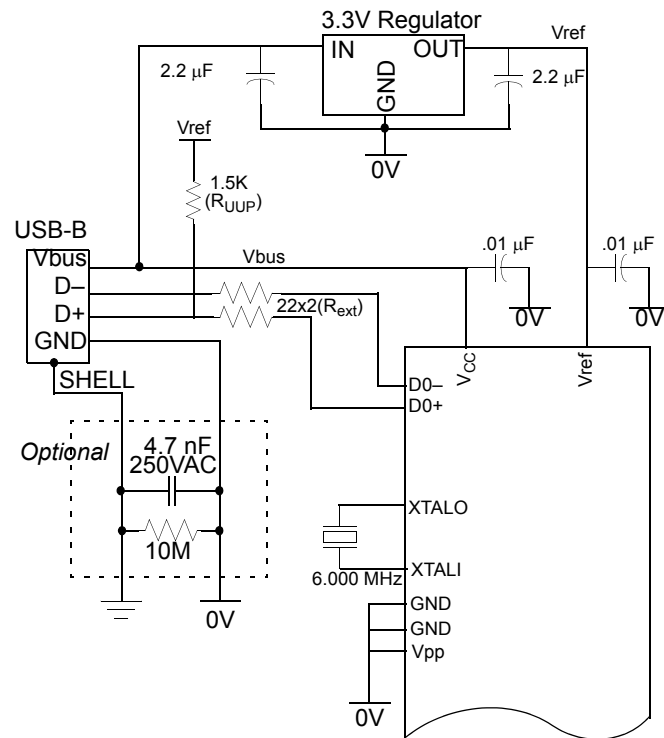 3.3V Regulator
IN
OUT
GND
Vref
2.2 µF
2.2 µF
0V
Vref
1.5K
(RUUP)
USB-B
Vbus
D–
D+
GND
SHELL
Vbus
.01 µF
.01 µF
0V
0V
22x2(Rext)
VCC
Vref
D0–
D0+
Optional
4.7 nF
250VAC
10M
0V
XTALO
XTALI
6.000 MHz
GND
GND
Vpp
0V